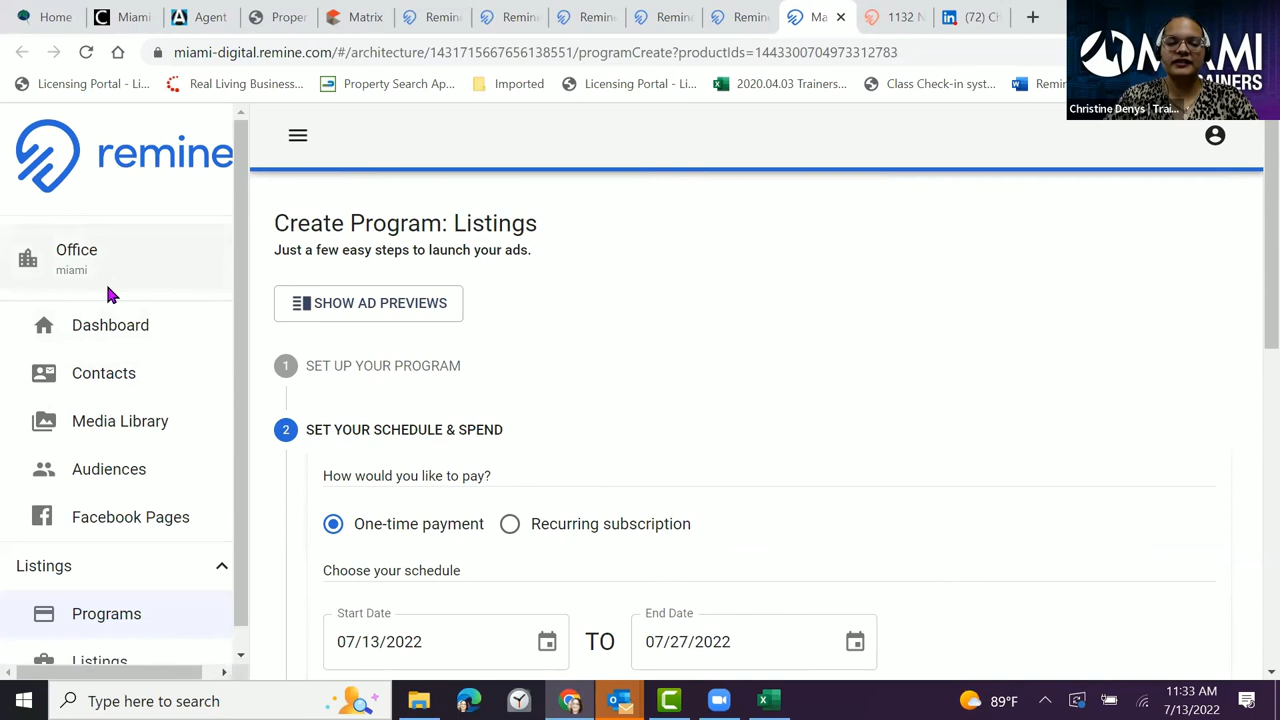 Home
Miami
Agent
Proper
Matrix
Remine
Remine
Remine
Remine
Remine
Ma
1132 N
(72) Ch
miami-digital.remine.com/#/architecture/1431715667656138551/programCreate?productIds=1443300704973312783
Licensing Portal - Li...
Real Living Business...
Property Search Ap...
Imported
Licensing Portal - Li...
2020.04.03 Trainers...
Class Check-in syst...
Christine Denys | Trai...
remine
Office
miami
Dashboard
Contacts
Media Library
Audiences
Facebook Pages
Listings
Programs
Listings
Create Program: Listings
Just a few easy steps to launch your ads.
SHOW AD PREVIEWS
1 SET UP YOUR PROGRAM
2 SET YOUR SCHEDULE & SPEND
How would you like to pay?
One-time payment
Recurring subscription
Choose your schedule
Start Date
07/13/2022
TO
End Date
07/27/2022
Type here to search
89°F
11:33 AM
7/13/2022